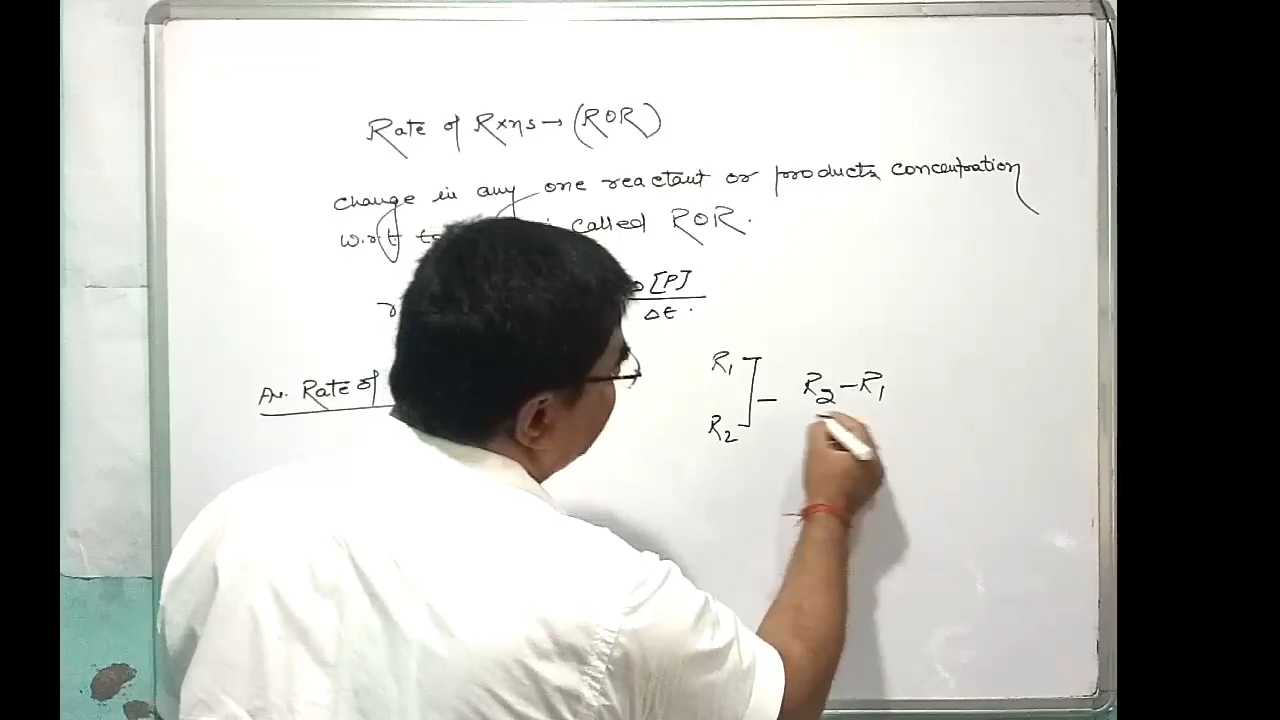 Rate of Rxns → (ROR)
change in any one reactant or products concentration
w.r.t called ROR.
[P]
Δt .
Av. Rate of
R1
R2 - R1
R2